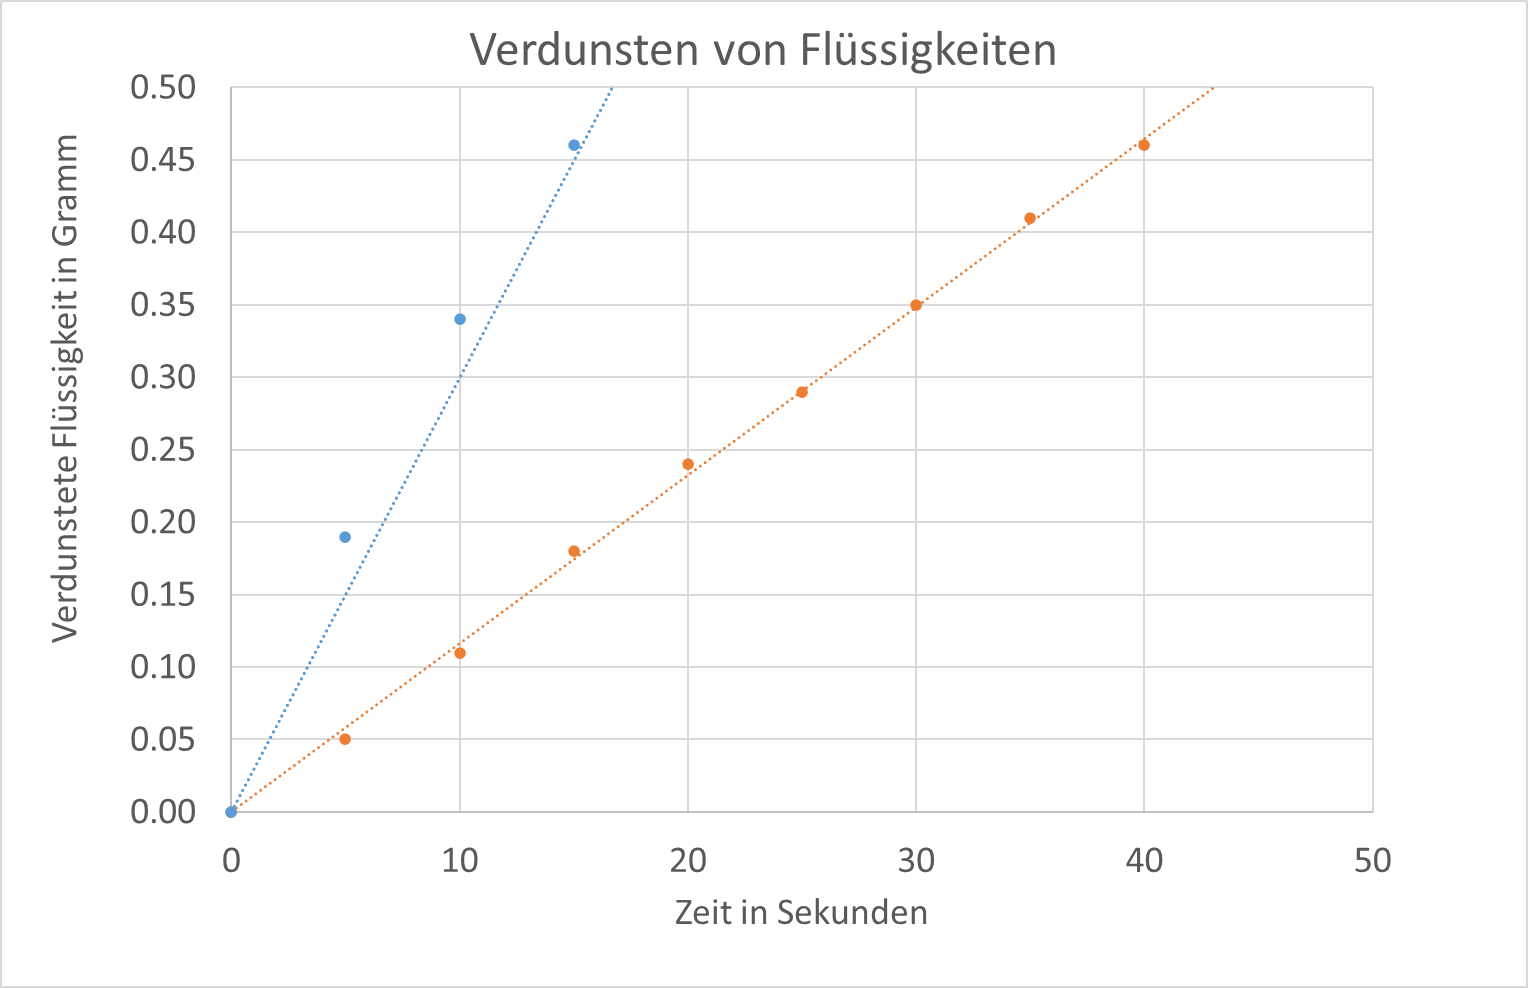 Verdunsten von Flüssigkeiten
Verdunstete Flüssigkeit in Gramm
0.50
0.45
0.40
0.35
0.30
0.25
0.20
0.15
0.10
0.05
0.00
0 10 20 30 40 50
Zeit in Sekunden